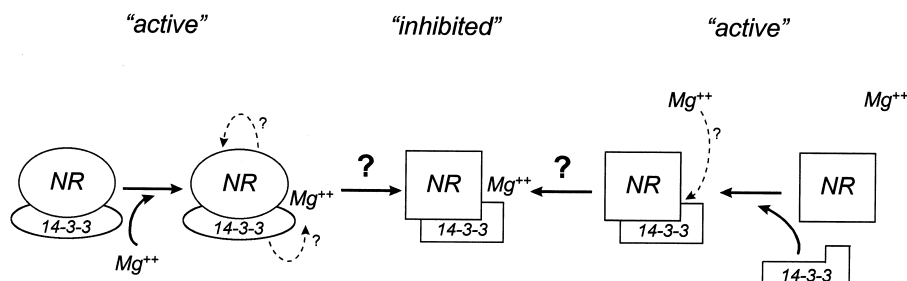 "active" "inhibited" "active"
Mg++ Mg++
? ?
? ? ?
NR NR NR NR NR
Mg++ Mg++
14-3-3 14-3-3 14-3-3 14-3-3
?
Mg++ 14-3-3